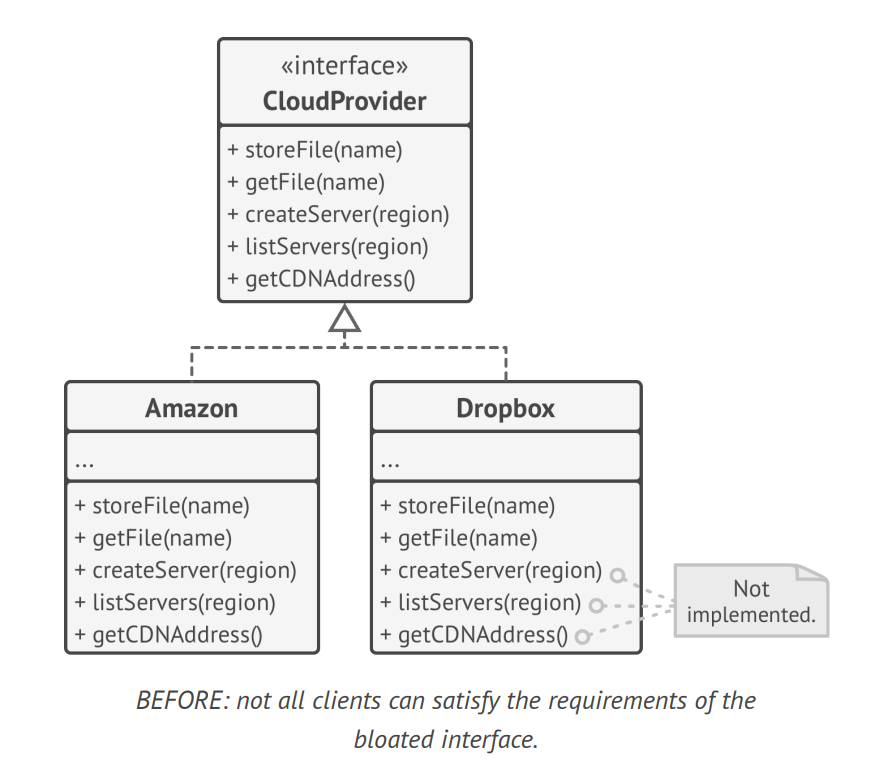 «interface»
CloudProvider
+ storeFile(name)
+ getFile(name)
+ createServer(region)
+ listServers(region)
+ getCDNAddress()
Amazon
...
+ storeFile(name)
+ getFile(name)
+ createServer(region)
+ listServers(region)
+ getCDNAddress()
Dropbox
...
+ storeFile(name)
+ getFile(name)
+ createServer(region)
+ listServers(region)
+ getCDNAddress()
Not
implemented.
BEFORE: not all clients can satisfy the requirements of the
bloated interface.